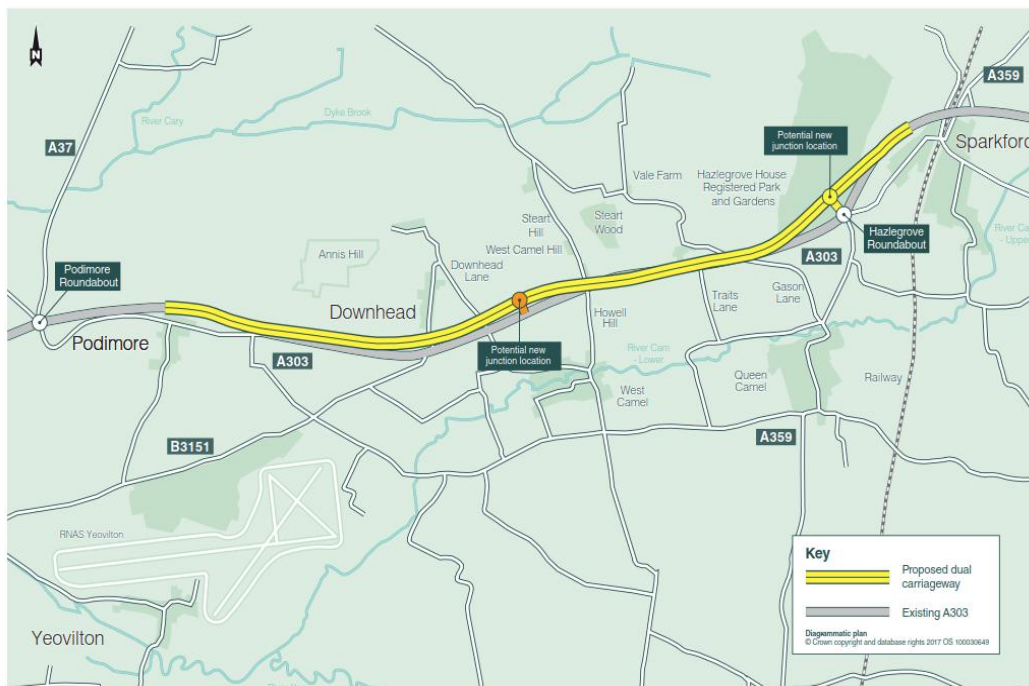 N
A359
River Cary
Dyke Brook
A37
Potential new
junction location
Sparkford
Vale Farm
Hazlegrove House
Registered Park
and Gardens
Steart
Hill
Steart
Wood
Hazlegrove
Roundabout
West Camel Hill
Annis Hill
Downhead
Lane
A303
Podimore
Roundabout
Traits
Lane
Gason
Lane
Downhead
Howell
Hill
Podimore
Potential new
junction location
River Cam
- Lower
A303
Queen
Camel
Railway
West
Camel
B3151
A359
RNAS Yeovilton
Key
Proposed dual
carriageway
Existing A303
Diagrammatic plan
© Crown copyright and database rights 2017 OS 100030649
Yeovilton